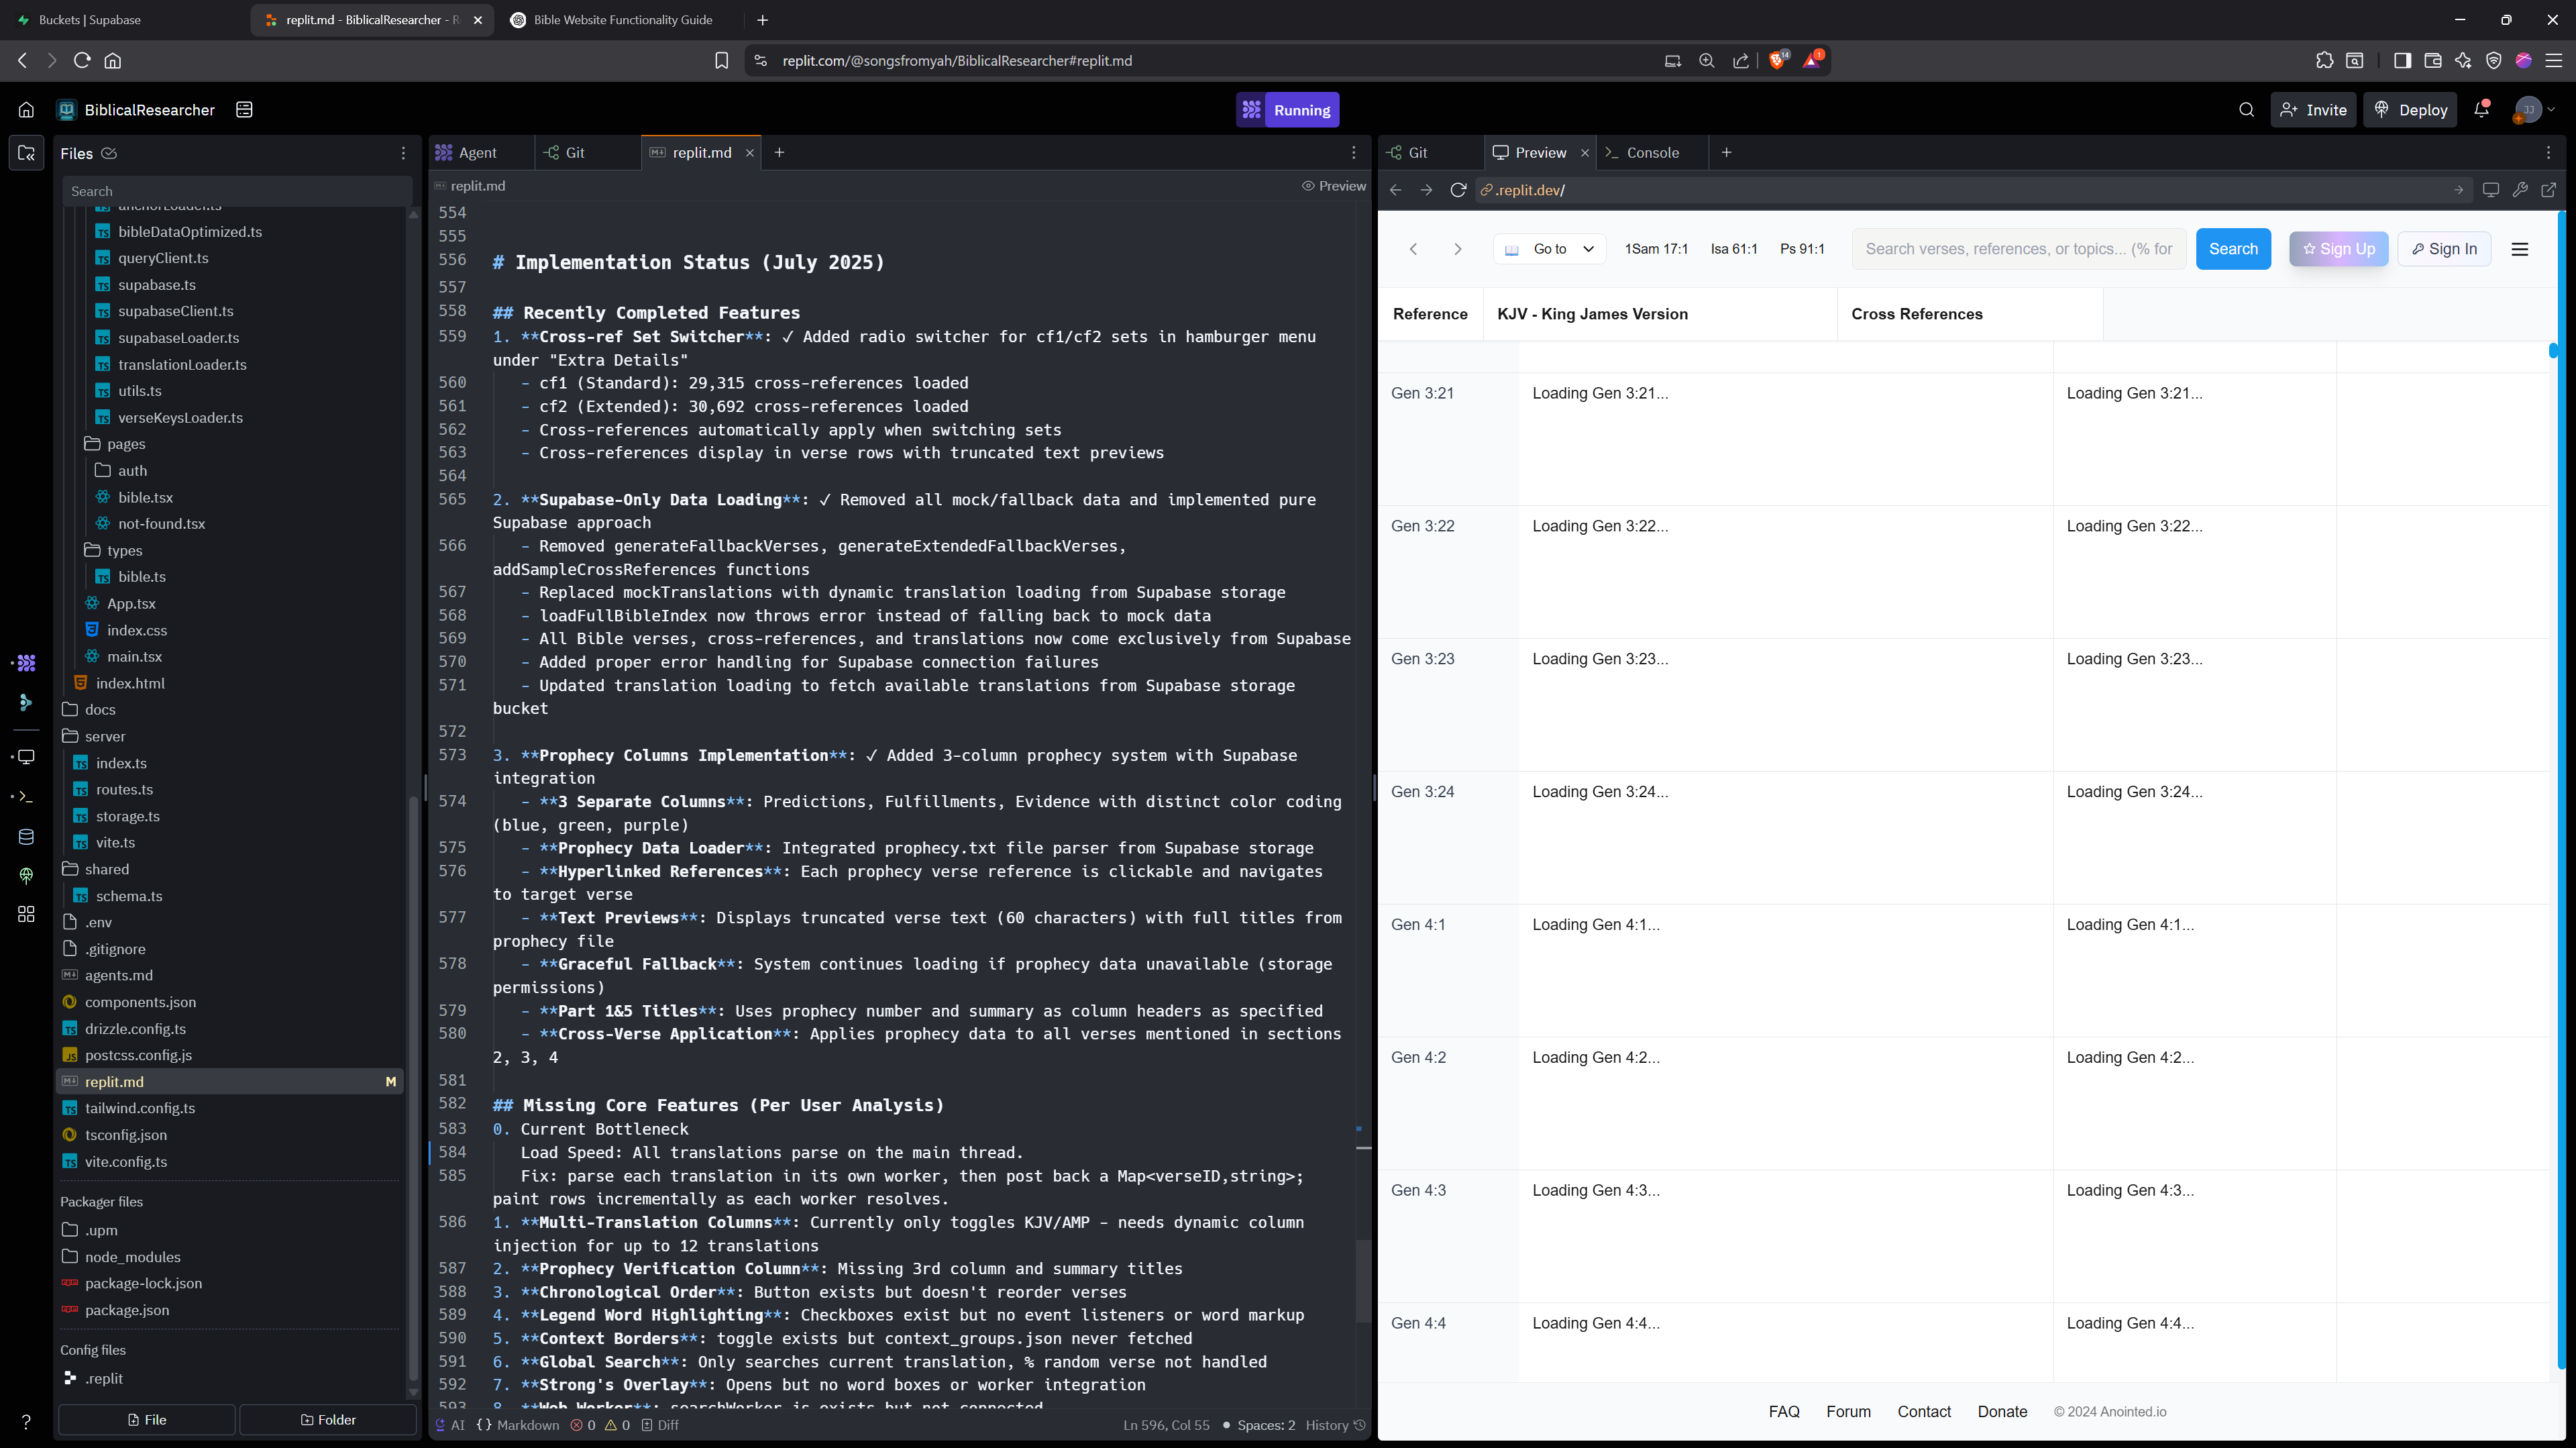 Buckets | Supabase
replit.md - BiblicalResearcher - R
Bible Website Functionality Guide
replit.com/@songsfromyah/BiblicalResearcher#replit.md
14
1
BiblicalResearcher
Running
Invite
Deploy
JJ
Files
Search
anchorLoader.ts
bibleDataOptimized.ts
queryClient.ts
supabase.ts
supabaseClient.ts
supabaseLoader.ts
translationLoader.ts
utils.ts
verseKeysLoader.ts
pages
auth
bible.tsx
not-found.tsx
types
bible.ts
App.tsx
index.css
main.tsx
index.html
docs
server
index.ts
routes.ts
storage.ts
vite.ts
shared
schema.ts
.env
.gitignore
agents.md
components.json
drizzle.config.ts
postcss.config.js
replit.md M
tailwind.config.ts
tsconfig.json
vite.config.ts
Packager files
.upm
node_modules
package-lock.json
package.json
Config files
.replit
File
Folder
Agent
Git
replit.md
replit.md
Preview
554
555
556 # Implementation Status (July 2025)
557
558 ## Recently Completed Features
559 1. **Cross-ref Set Switcher**: ✓ Added radio switcher for cf1/cf2 sets in hamburger menu
under "Extra Details"
560 - cf1 (Standard): 29,315 cross-references loaded
561 - cf2 (Extended): 30,692 cross-references loaded
562 - Cross-references automatically apply when switching sets
563 - Cross-references display in verse rows with truncated text previews
564
565 2. **Supabase-Only Data Loading**: ✓ Removed all mock/fallback data and implemented pure
Supabase approach
566 - Removed generateFallbackVerses, generateExtendedFallbackVerses,
addSampleCrossReferences functions
567 - Replaced mockTranslations with dynamic translation loading from Supabase storage
568 - loadFullBibleIndex now throws error instead of falling back to mock data
569 - All Bible verses, cross-references, and translations now come exclusively from Supabase
570 - Added proper error handling for Supabase connection failures
571 - Updated translation loading to fetch available translations from Supabase storage
bucket
572
573 3. **Prophecy Columns Implementation**: ✓ Added 3-column prophecy system with Supabase
integration
574 - **3 Separate Columns**: Predictions, Fulfillments, Evidence with distinct color coding
(blue, green, purple)
575 - **Prophecy Data Loader**: Integrated prophecy.txt file parser from Supabase storage
576 - **Hyperlinked References**: Each prophecy verse reference is clickable and navigates
to target verse
577 - **Text Previews**: Displays truncated verse text (60 characters) with full titles from
prophecy file
578 - **Graceful Fallback**: System continues loading if prophecy data unavailable (storage
permissions)
579 - **Part 1&5 Titles**: Uses prophecy number and summary as column headers as specified
580 - **Cross-Verse Application**: Applies prophecy data to all verses mentioned in sections
2, 3, 4
581
582 ## Missing Core Features (Per User Analysis)
583 0. Current Bottleneck
584 Load Speed: All translations parse on the main thread.
585 Fix: parse each translation in its own worker, then post back a Map<verseID,string>;
paint rows incrementally as each worker resolves.
586 1. **Multi-Translation Columns**: Currently only toggles KJV/AMP - needs dynamic column
injection for up to 12 translations
587 2. **Prophecy Verification Column**: Missing 3rd column and summary titles
588 3. **Chronological Order**: Button exists but doesn't reorder verses
589 4. **Legend Word Highlighting**: Checkboxes exist but no event listeners or word markup
590 5. **Context Borders**: toggle exists but context_groups.json never fetched
591 6. **Global Search**: Only searches current translation, % random verse not handled
592 7. **Strong's Overlay**: Opens but no word boxes or worker integration
593 8. **Web Worker**: searchWorker.js exists but not connected
AI
{} Markdown
0
0
Diff
Ln 596, Col 55
Spaces: 2
History
Git
Preview
Console
.replit.dev/
Go to
1Sam 17:1
Isa 61:1
Ps 91:1
Search verses, references, or topics... (% for
Search
Sign Up
Sign In
Reference
KJV - King James Version
Cross References
Gen 3:21 Loading Gen 3:21... Loading Gen 3:21...
Gen 3:22 Loading Gen 3:22... Loading Gen 3:22...
Gen 3:23 Loading Gen 3:23... Loading Gen 3:23...
Gen 3:24 Loading Gen 3:24... Loading Gen 3:24...
Gen 4:1 Loading Gen 4:1... Loading Gen 4:1...
Gen 4:2 Loading Gen 4:2... Loading Gen 4:2...
Gen 4:3 Loading Gen 4:3... Loading Gen 4:3...
Gen 4:4 Loading Gen 4:4... Loading Gen 4:4...
FAQ
Forum
Contact
Donate
© 2024 Anointed.io